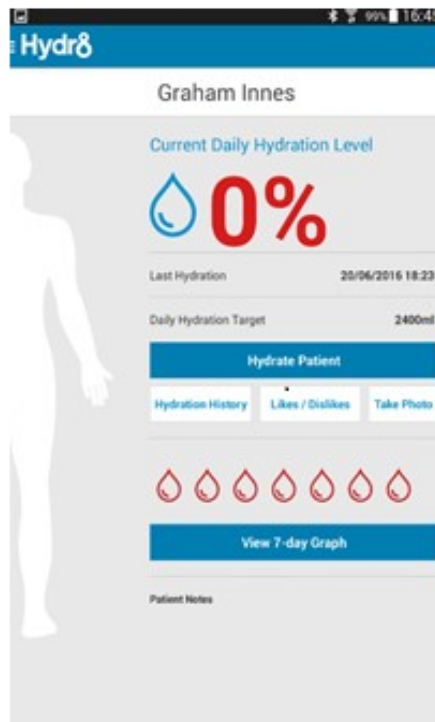 99% 16:45
Hydr8
Graham Innes
Current Daily Hydration Level
0%
Last Hydration 20/06/2016 18:23
Daily Hydration Target 2400ml
Hydrate Patient
Hydration History Likes / Dislikes Take Photo
View 7-day Graph
Patient Notes